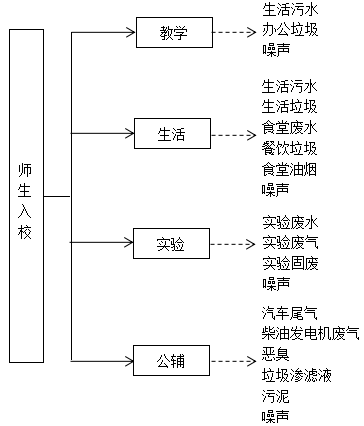 师生入校
教学
生活污水
办公垃圾
噪声
生活
生活污水
生活垃圾
食堂废水
餐饮垃圾
食堂油烟
噪声
实验
实验废水
实验废气
实验固废
噪声
公辅
汽车尾气
柴油发电机废气
恶臭
垃圾渗滤液
污泥
噪声